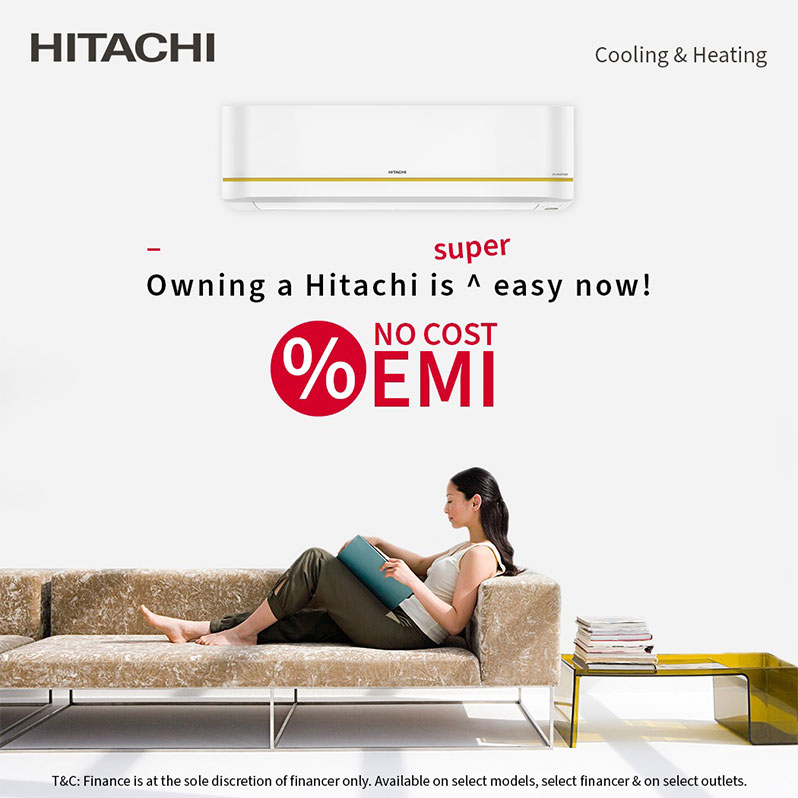 HITACHI
Cooling & Heating
HITACHI
super
Owning a Hitachi is ^ easy now!
% NO COST
EMI
T&C: Finance is at the sole discretion of financer only. Available on select models, select financer & on select outlets.